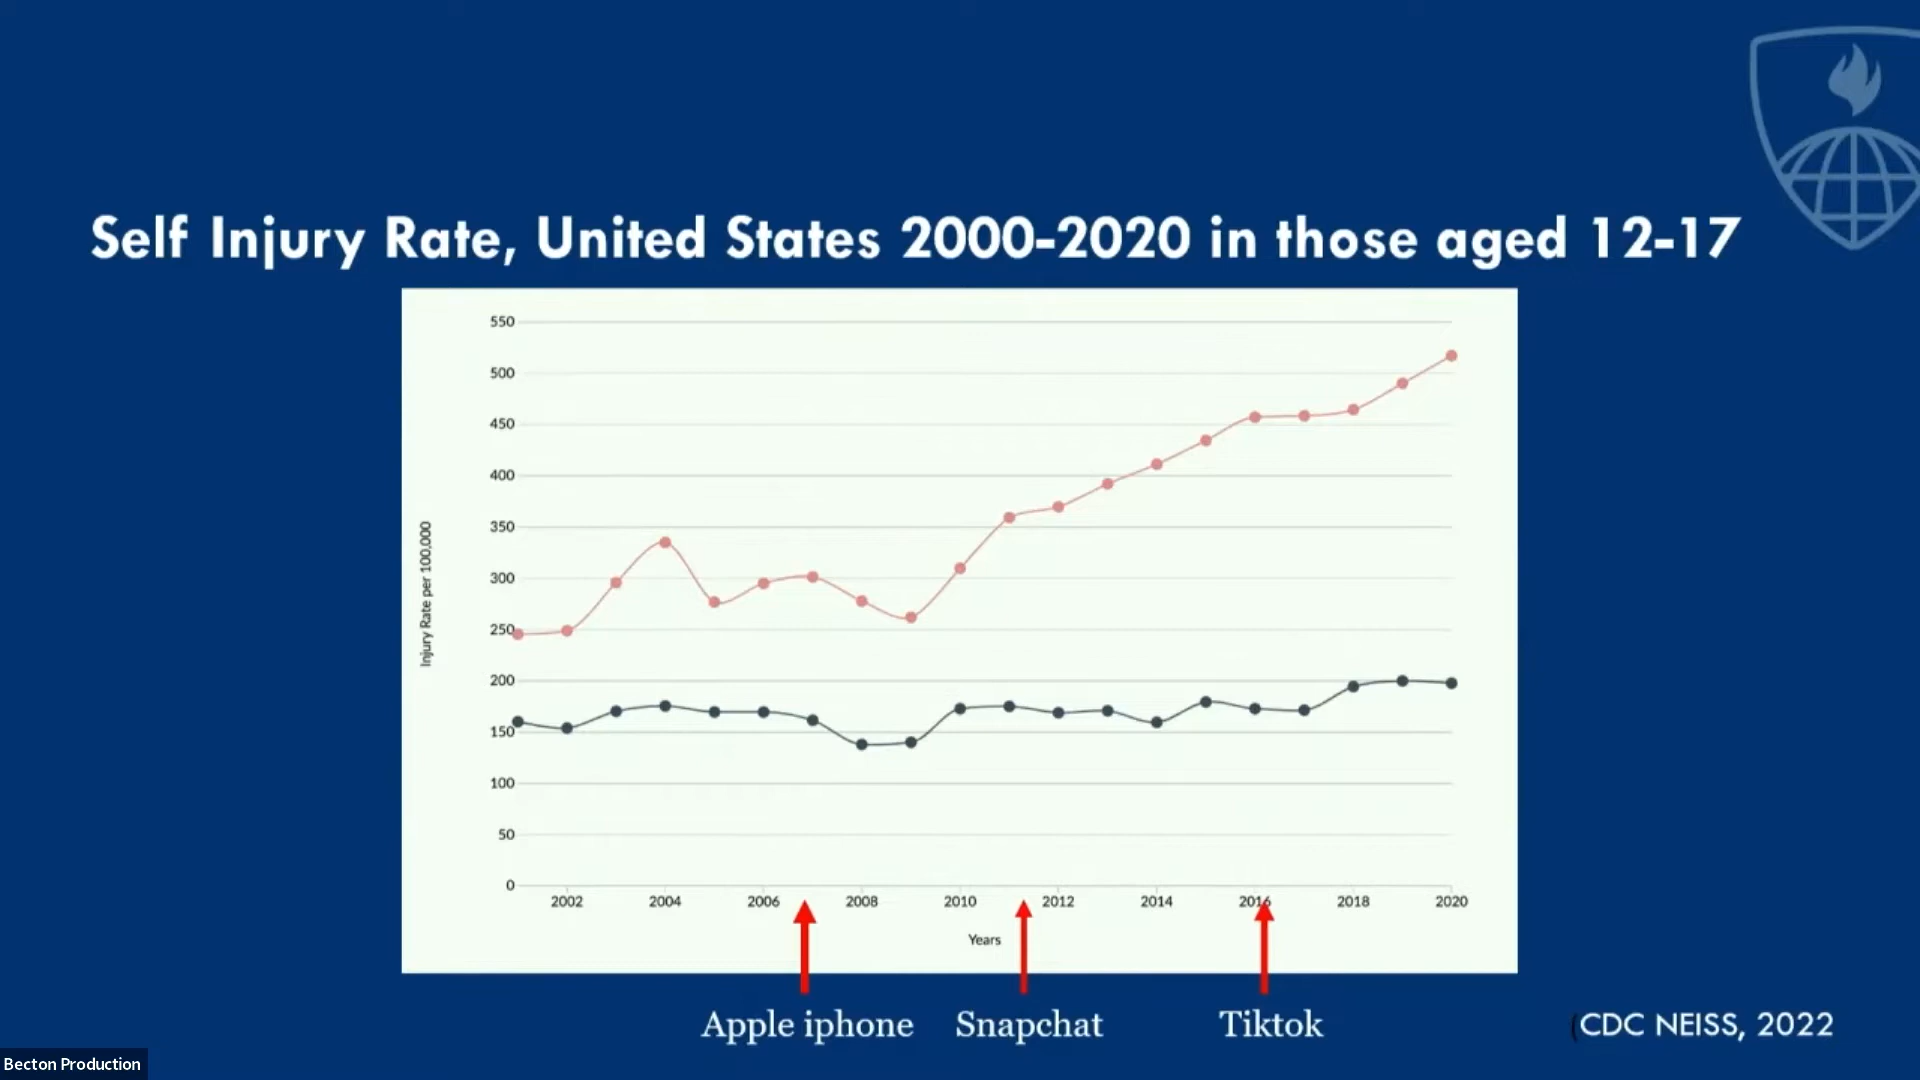 Self Injury Rate, United States 2000-2020 in those aged 12-17
550
500
450
400
350
300
250
200
150
100
50
0
Injury Rate per 100,000
2002 2004 2006 2008 2010 2012 2014 2016 2018 2020
Years
Apple iphone Snapchat Tiktok
(CDC NEISS, 2022
Becton Production